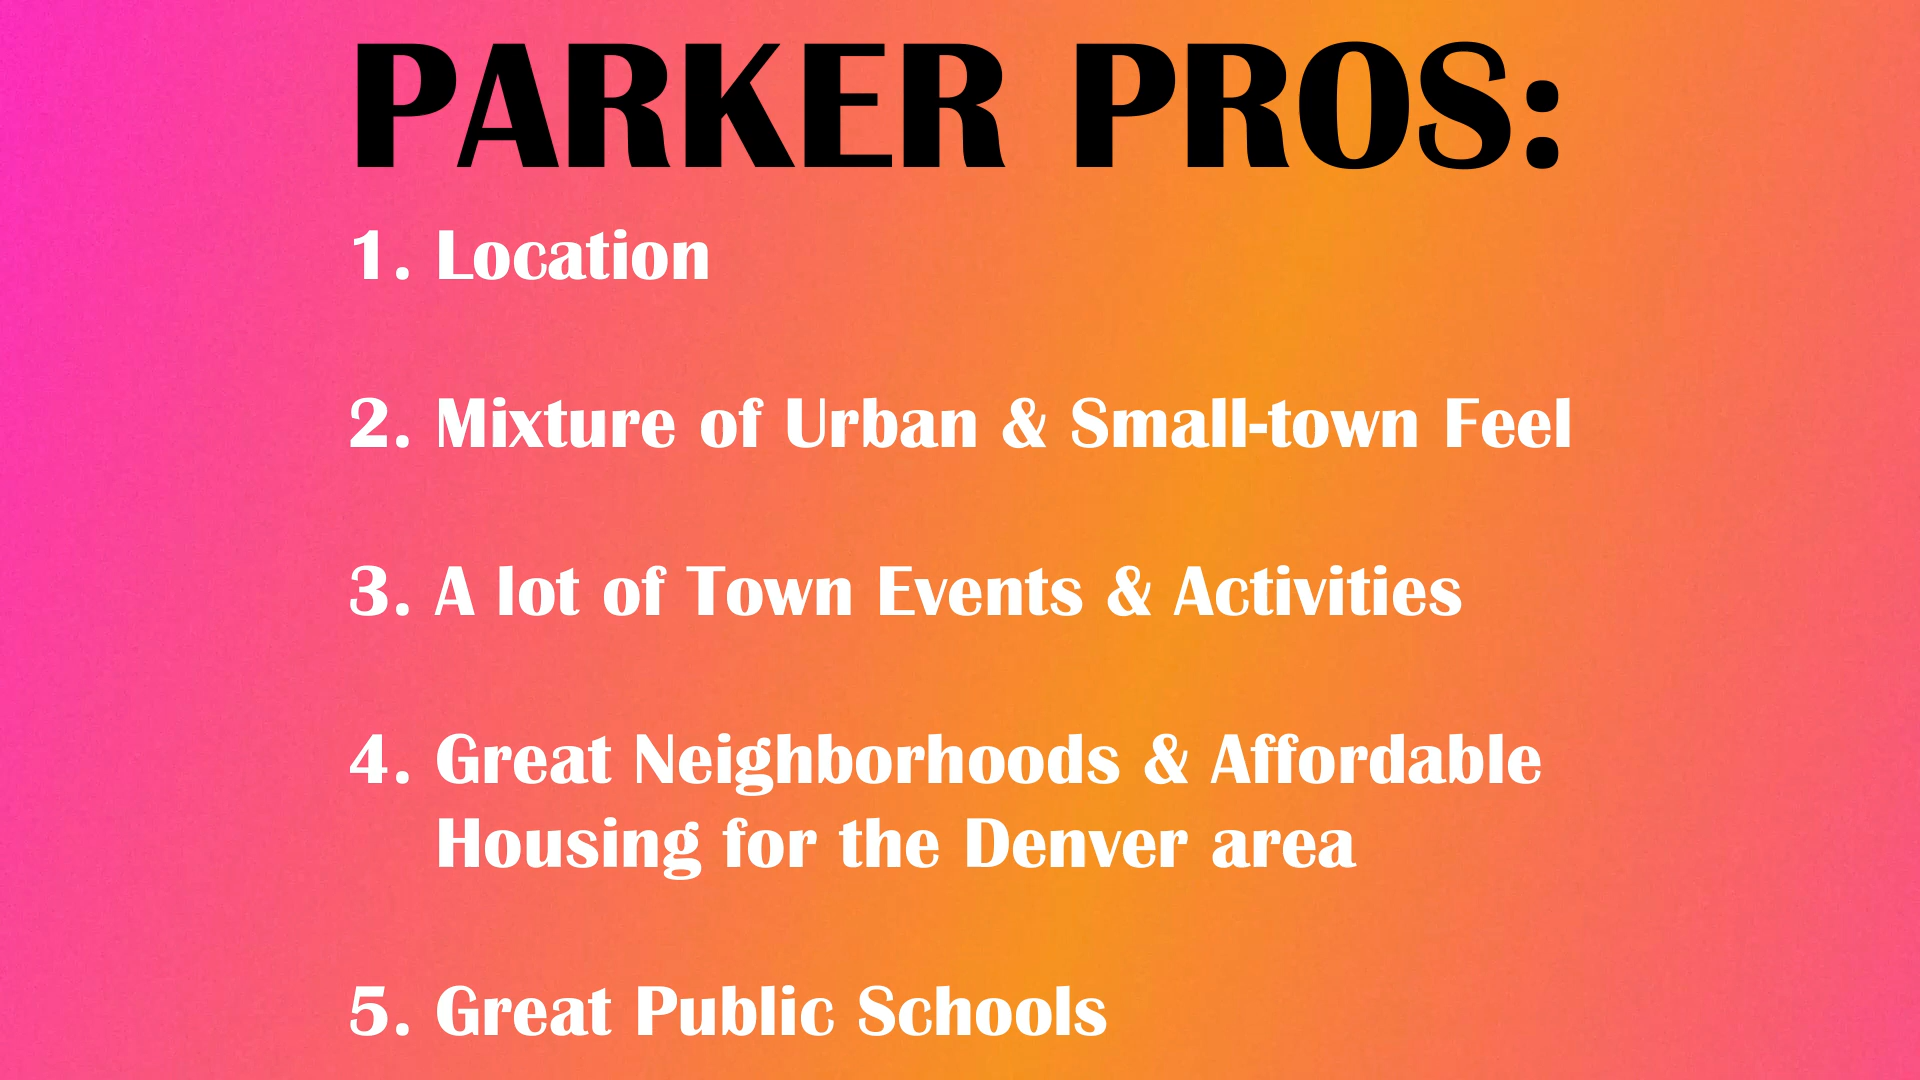 PARKER PROS:
1. Location
2. Mixture of Urban & Small-town Feel
3. A lot of Town Events & Activities
4. Great Neighborhoods & Affordable
Housing for the Denver area
5. Great Public Schools